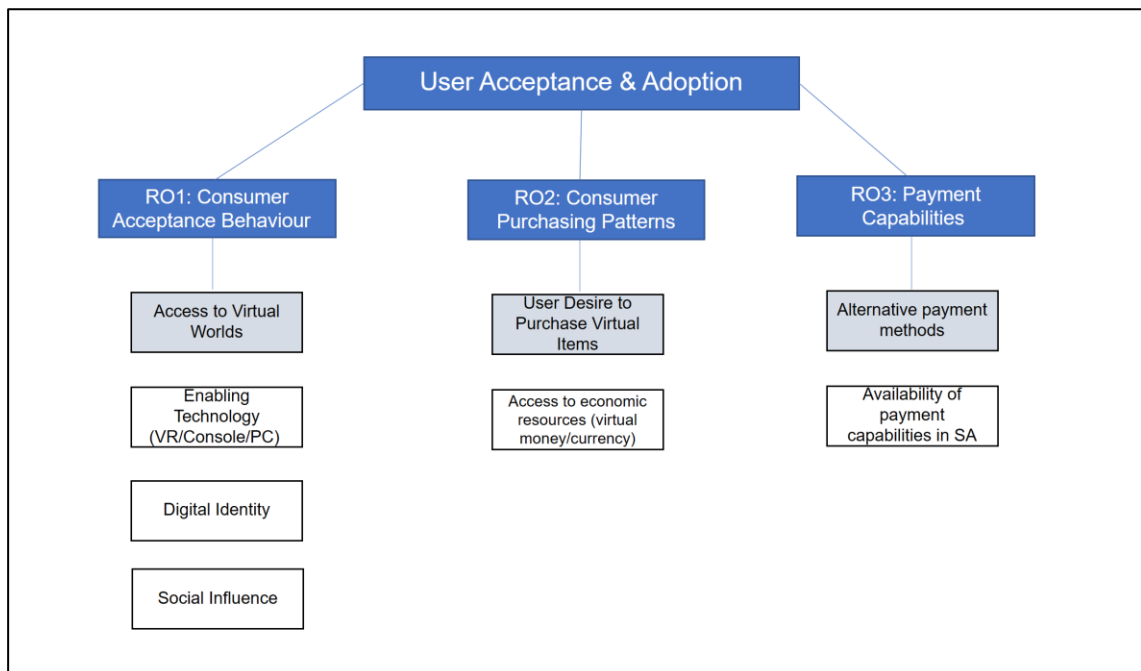 User Acceptance & Adoption
RO1: Consumer
Acceptance Behaviour
RO2: Consumer
Purchasing Patterns
RO3: Payment
Capabilities
Access to Virtual
Worlds
User Desire to
Purchase Virtual
Items
Alternative payment
methods
Enabling
Technology
(VR/Console/PC)
Access to economic
resources (virtual
money/currency)
Availability of
payment
capabilities in SA
Digital Identity
Social Influence